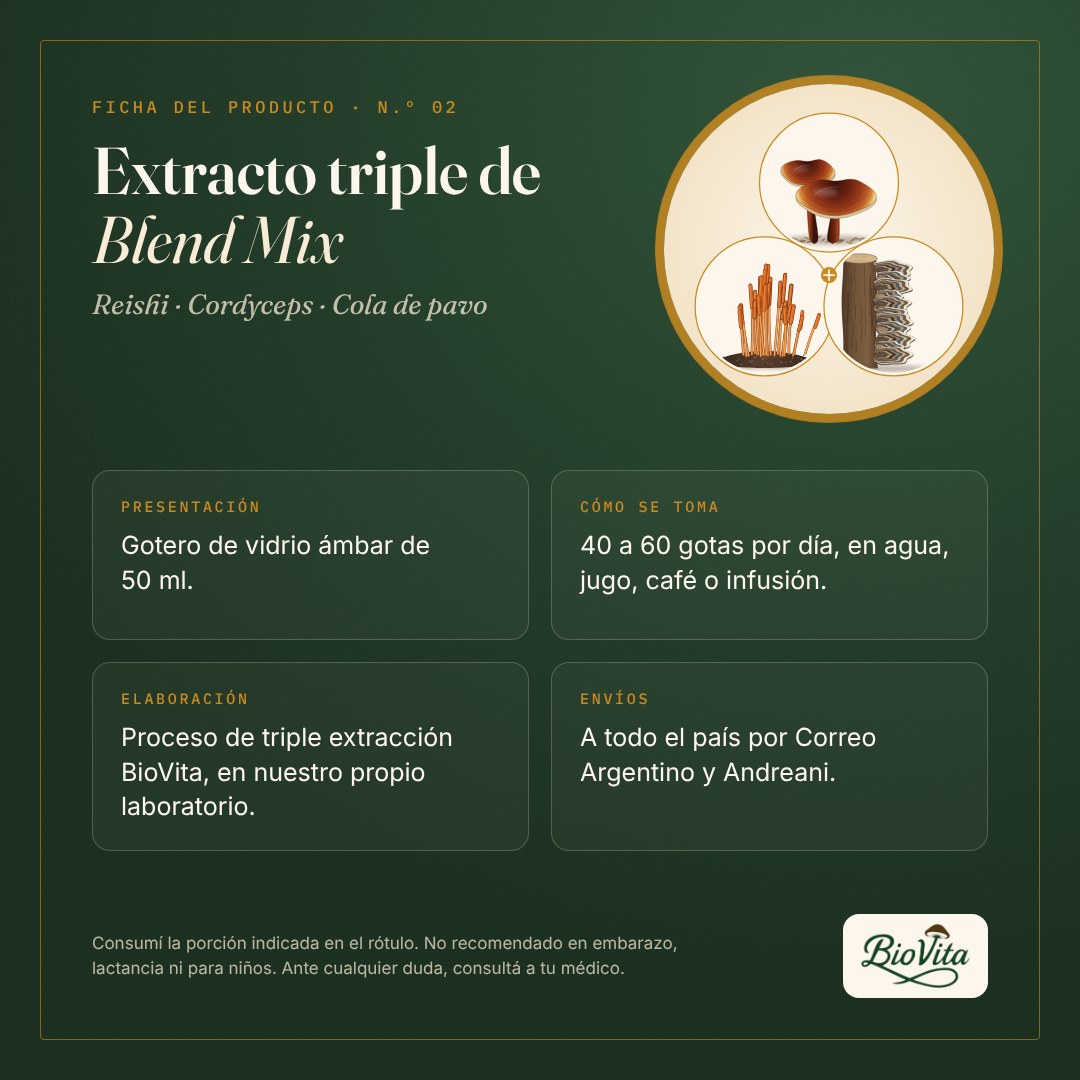 FICHA DEL PRODUCTO · N.º 02
Extracto triple de
Blend Mix
Reishi · Cordyceps · Cola de pavo
PRESENTACIÓN
Gotero de vidrio ámbar de
50 ml.
CÓMO SE TOMA
40 a 60 gotas por día, en agua,
jugo, café o infusión.
ELABORACIÓN
Proceso de triple extracción
BioVita, en nuestro propio
laboratorio.
ENVÍOS
A todo el país por Correo
Argentino y Andreani.
Consumí la porción indicada en el rótulo. No recomendado en embarazo,
lactancia ni para niños. Ante cualquier duda, consultá a tu médico.
BioVita